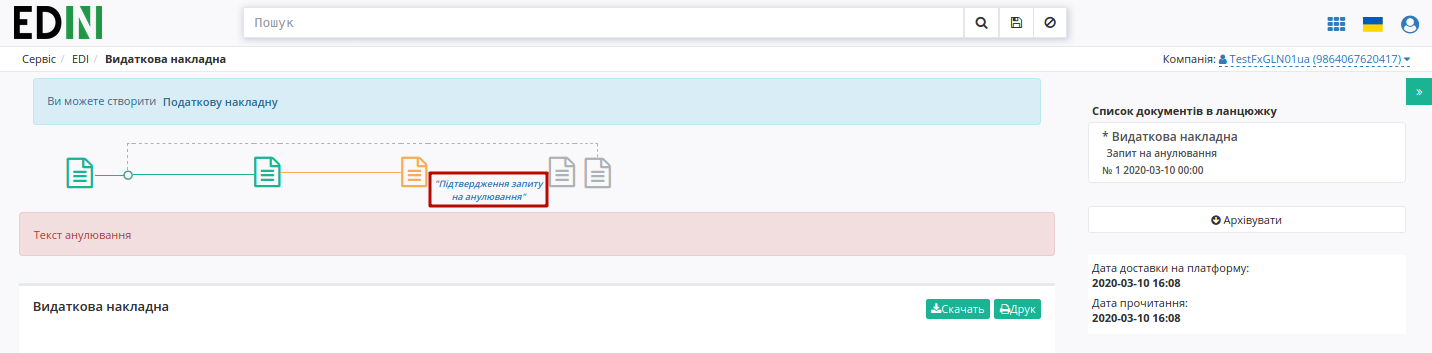 EDIN
Пошук
Сервіс / EDI / Видаткова накладна
Компанія: TestFxGLN01ua (9864067620417)
Ви можете створити Податкову накладну
"Підтвердження запиту
на анулювання"
Текст анулювання
Видаткова накладна
Скачать Друк
»
Список документів в ланцюжку
* Видаткова накладна
Запит на анулювання
№ 1 2020-03-10 00:00
Архівувати
Дата доставки на платформу:
2020-03-10 16:08
Дата прочитання:
2020-03-10 16:08